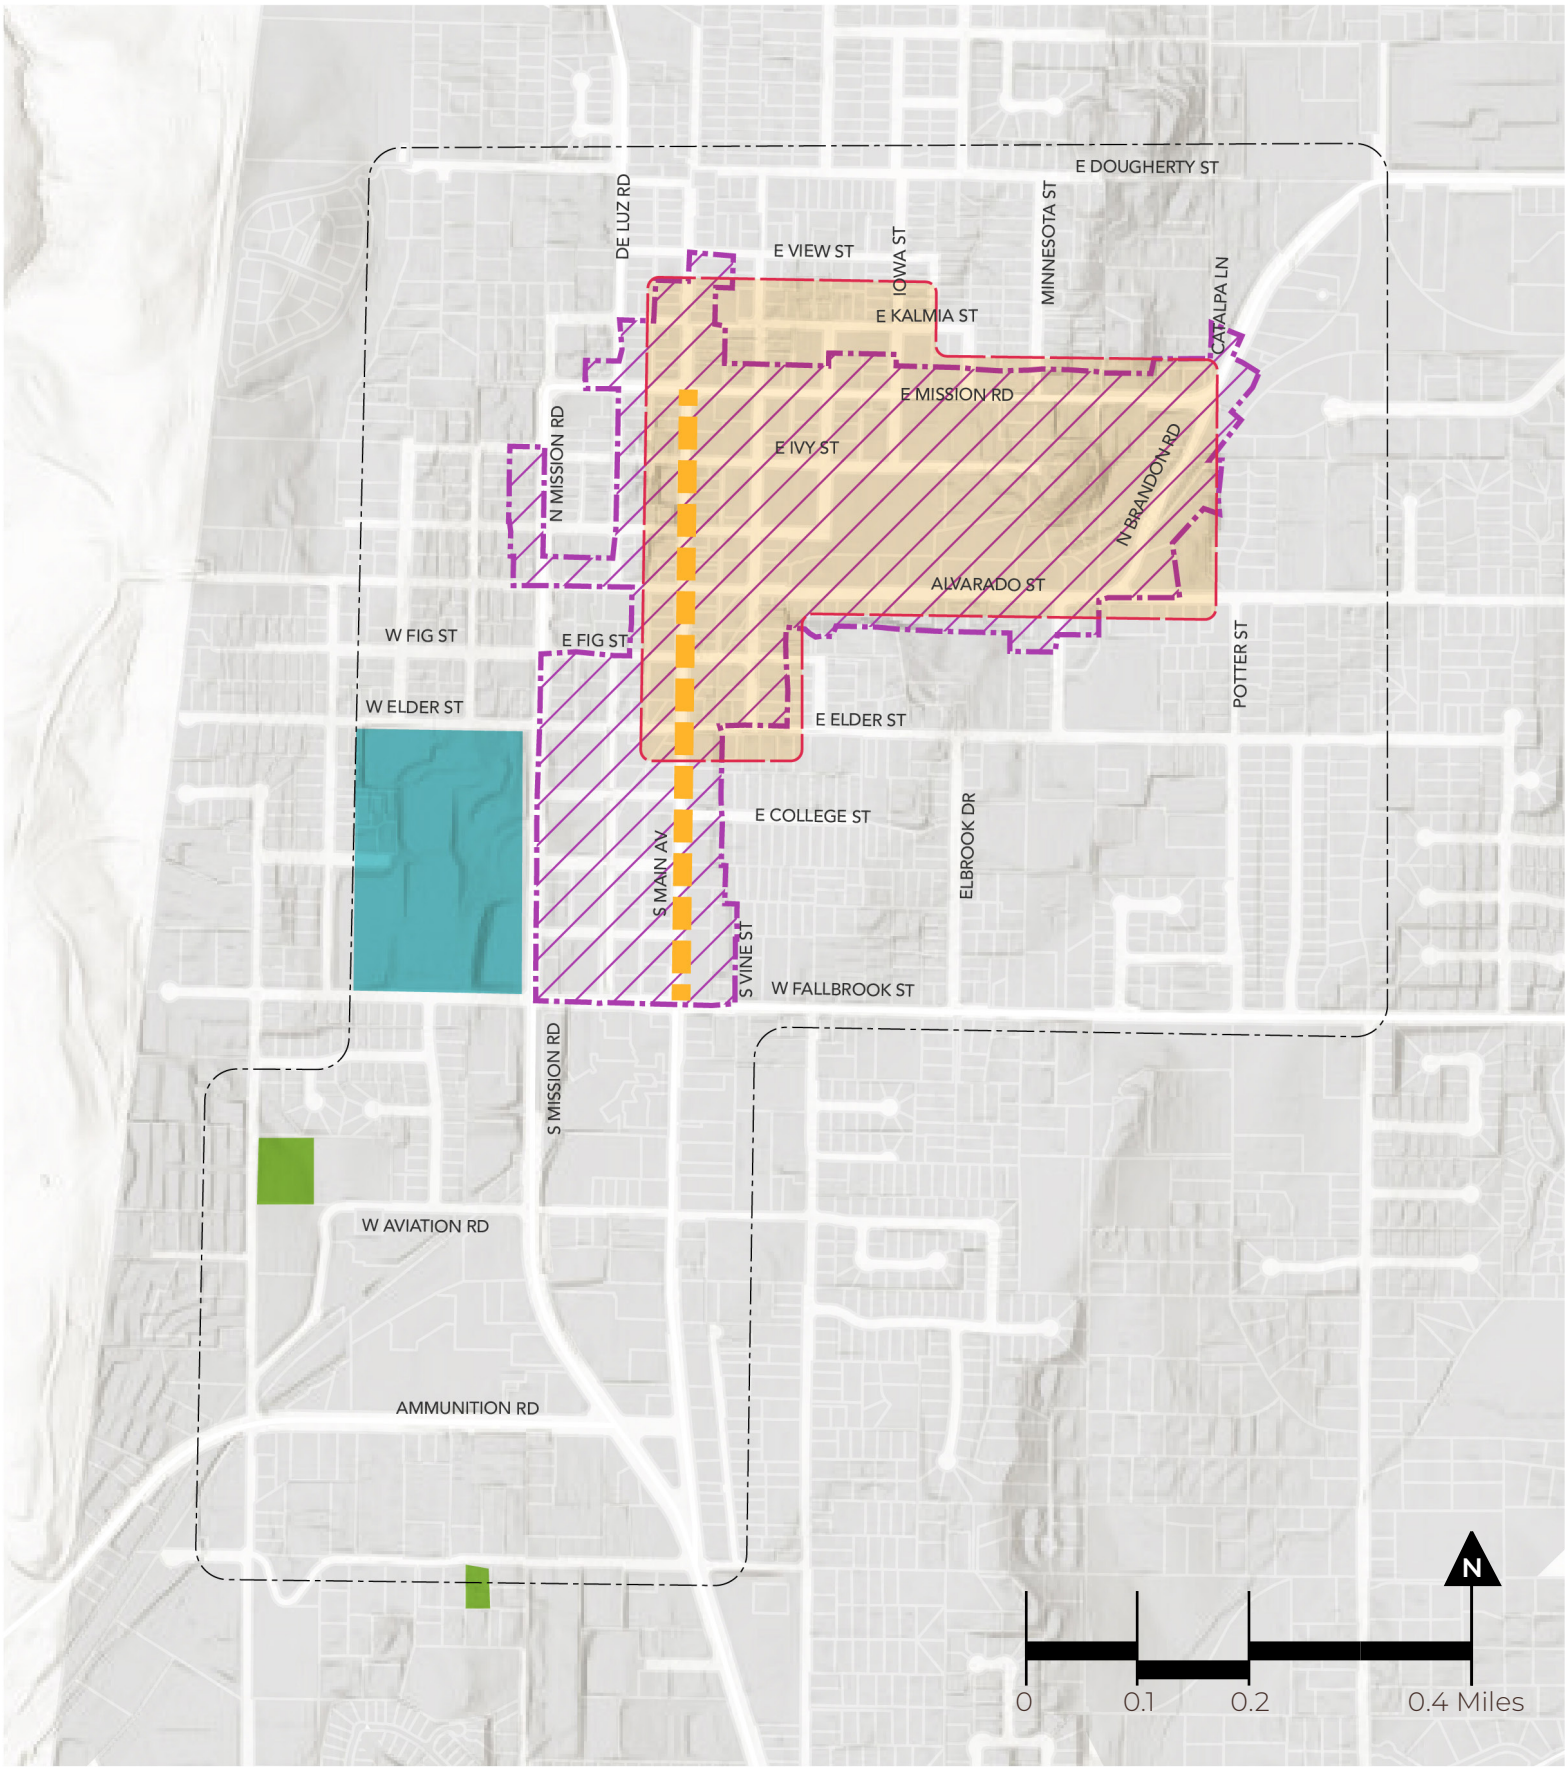 E DOUGHERTY ST
DE LUZ RD
MINNESOTA ST
E VIEW ST
IOWA ST
CATALPA LN
E KALMIA ST
E MISSION RD
N MISSION RD
E IVY ST
N BRANDON RD
ALVARADO ST
W FIG ST
E FIG ST
POTTER ST
W ELDER ST
E ELDER ST
E COLLEGE ST
ELBROOK DR
S MAIN AV
S VINE ST
W FALLBROOK ST
S MISSION RD
W AVIATION RD
AMMUNITION RD
N
0 0.1 0.2 0.4 Miles